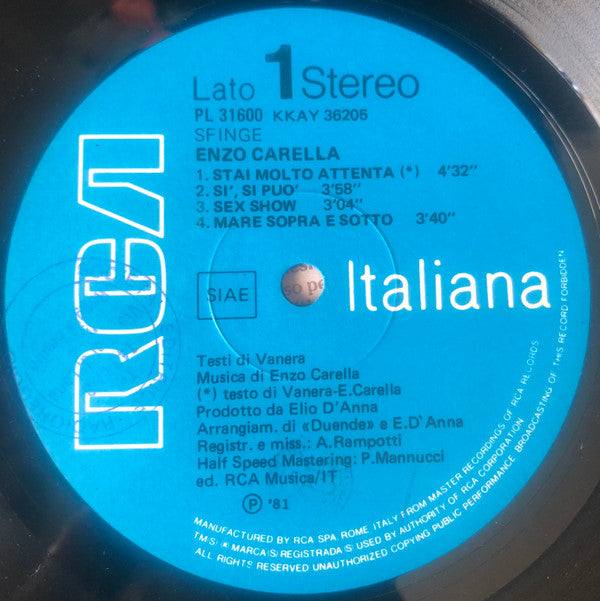 Lato 1 Stereo
PL 31600 KKAY 36205
SFINGE
ENZO CARELLA
1. STAI MOLTO ATTENTA (*) 4'32"
2. SI', SI PUO' 3'58"
3. SEX SHOW 3'04"
4. MARE SOPRA E SOTTO 3'40"
RCA
SIAE
Italiana
Testi di Vanera
Musica di Enzo Carella
(*) testo di Vanera-E.Carella
Prodotto da Elio D'Anna
Arrangiam. di «Duende» e E.D'Anna
Registr. e miss.: A.Rampotti
Half Speed Mastering: P.Mannucci
ed. RCA Musica/IT
℗ '81
MANUFACTURED BY RCA SPA, ROME, ITALY, FROM MASTER RECORDINGS OF RCA RECORDS
TM(S) ® MARCA(S) REGISTRADA(S) USED BY AUTHORITY OF RCA CORPORATION
ALL RIGHTS RESERVED UNAUTHORIZED COPYING PUBLIC PERFORMANCE BROADCASTING OF THIS RECORD FORBIDDEN